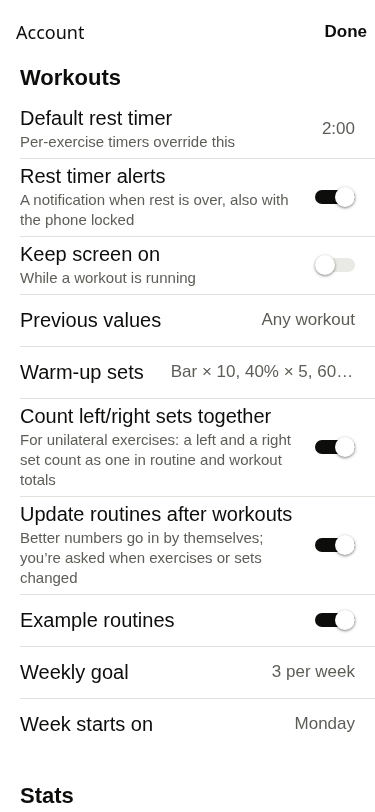 Account
Done
Workouts
Default rest timer
Per-exercise timers override this
2:00
Rest timer alerts
A notification when rest is over, also with
the phone locked
Keep screen on
While a workout is running
Previous values
Any workout
Warm-up sets
Bar × 10, 40% × 5, 60…
Count left/right sets together
For unilateral exercises: a left and a right
set count as one in routine and workout
totals
Update routines after workouts
Better numbers go in by themselves;
you’re asked when exercises or sets
changed
Example routines
Weekly goal
3 per week
Week starts on
Monday
Stats